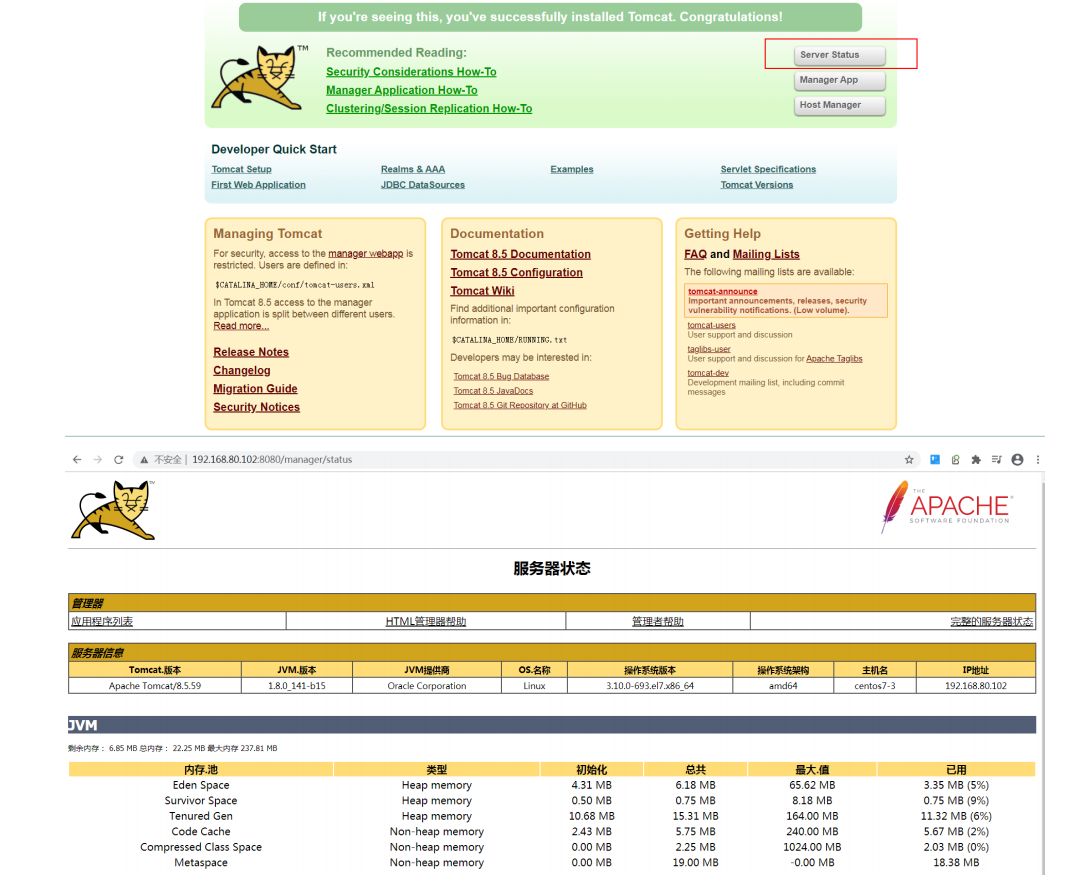 If you're seeing this, you've successfully installed Tomcat. Congratulations!
TM
Recommended Reading:
Security Considerations How-To
Manager Application How-To
Clustering/Session Replication How-To
Server Status
Manager App
Host Manager
Developer Quick Start
Tomcat Setup
First Web Application
Realms & AAA
JDBC DataSources
Examples
Servlet Specifications
Tomcat Versions
Managing Tomcat
For security, access to the manager webapp is
restricted. Users are defined in:
$CATALINA_HOME/conf/tomcat-users.xml
In Tomcat 8.5 access to the manager
application is split between different users.
Read more...
Release Notes
Changelog
Migration Guide
Security Notices
Documentation
Tomcat 8.5 Documentation
Tomcat 8.5 Configuration
Tomcat Wiki
Find additional important configuration
information in:
$CATALINA_HOME/RUNNING.txt
Developers may be interested in:
Tomcat 8.5 Bug Database
Tomcat 8.5 JavaDocs
Tomcat 8.5 Git Repository at GitHub
Getting Help
FAQ and Mailing Lists
The following mailing lists are available:
tomcat-announce
Important announcements, releases, security
vulnerability notifications. (Low volume).
tomcat-users
User support and discussion
taglibs-user
User support and discussion for Apache Taglibs
tomcat-dev
Development mailing list, including commit
messages
不安全 | 192.168.80.102:8080/manager/status
TM
THE
APACHE®
SOFTWARE FOUNDATION
服务器状态
管理器
应用程序列表 HTML管理器帮助 管理者帮助 完整的服务器状态
服务器信息
Tomcat.版本 JVM.版本 JVM提供商 OS.名称 操作系统版本 操作系统架构 主机名 IP地址
Apache Tomcat/8.5.59 1.8.0_141-b15 Oracle Corporation Linux 3.10.0-693.el7.x86_64 amd64 centos7-3 192.168.80.102
JVM
剩余内存： 6.85 MB 总内存： 22.25 MB 最大内存 237.81 MB
内存.池 类型 初始化 总共 最大.值 已用
Eden Space Heap memory 4.31 MB 6.18 MB 65.62 MB 3.35 MB (5%)
Survivor Space Heap memory 0.50 MB 0.75 MB 8.18 MB 0.75 MB (9%)
Tenured Gen Heap memory 10.68 MB 15.31 MB 164.00 MB 11.32 MB (6%)
Code Cache Non-heap memory 2.43 MB 5.75 MB 240.00 MB 5.67 MB (2%)
Compressed Class Space Non-heap memory 0.00 MB 2.25 MB 1024.00 MB 2.03 MB (0%)
Metaspace Non-heap memory 0.00 MB 19.00 MB -0.00 MB 18.38 MB